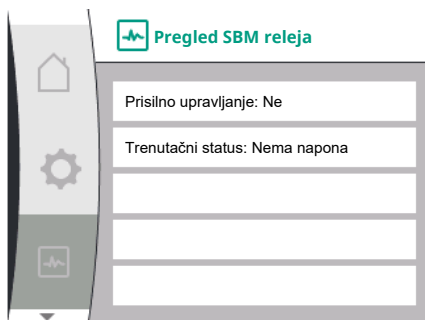 Pregled SBM releja
Prisilno upravljanje: Ne
Trenutačni status: Nema napona